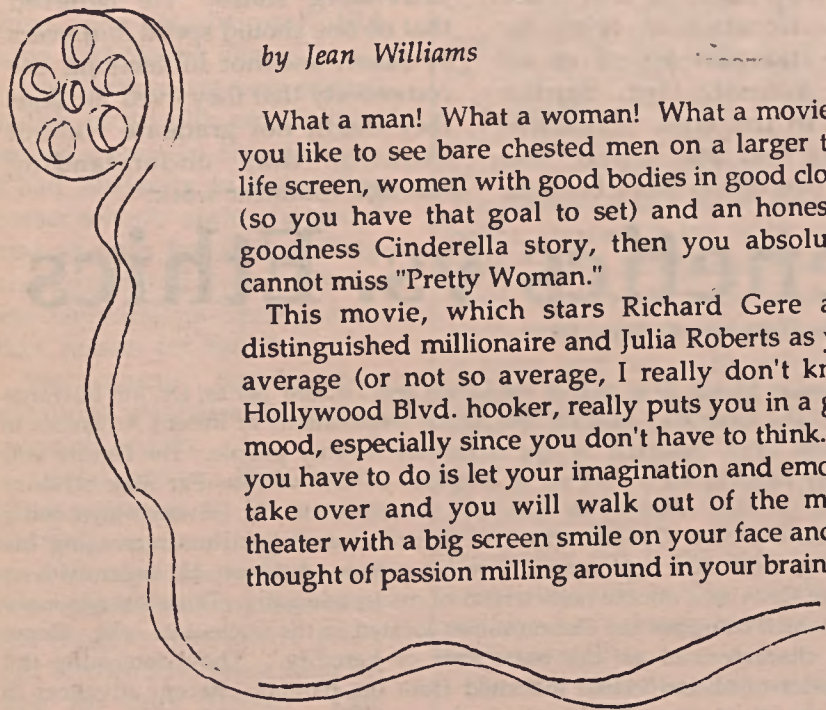 by Jean Williams
What a man! What a woman! What a movie
you like to see bare chested men on a larger t
life screen, women with good bodies in good clo
(so you have that goal to set) and an hones
goodness Cinderella story, then you absolu
cannot miss "Pretty Woman."
This movie, which stars Richard Gere a
distinguished millionaire and Julia Roberts as y
average (or not so average, I really don't kn
Hollywood Blvd. hooker, really puts you in a g
mood, especially since you don't have to think.
you have to do is let your imagination and emo
take over and you will walk out of the m
theater with a big screen smile on your face and
thought of passion milling around in your brain